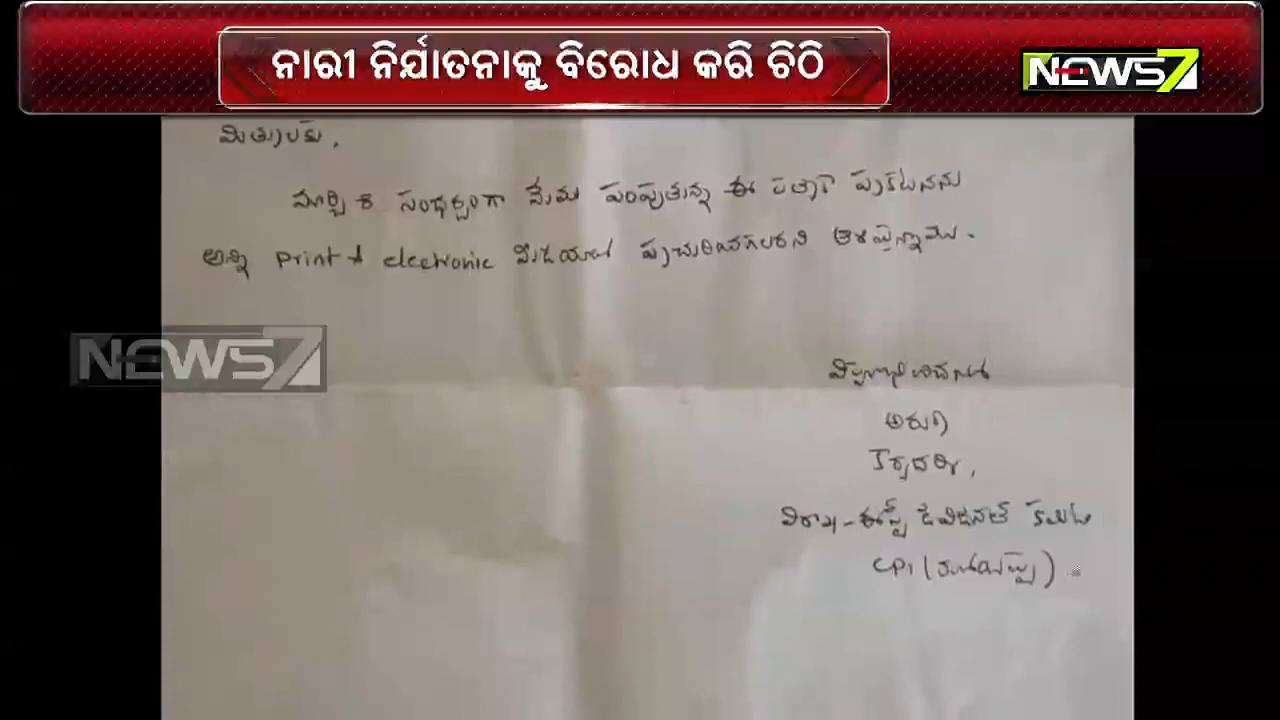 ନାରୀ ନିର୍ଯାତନାକୁ ବିରୋଧ କରି ଚିଠି
NEWS7
మిత్రులకు,
మార్చి 8 సందర్భంగా మేము పంపుతున్న ఈ పత్రికా ప్రకటనను
అన్ని print & electronic మీడియాలో ప్రచురించగలరని ఆశిస్తున్నాము.
NEWS7
విప్లవాభివందనాలతో
అరుణ
కార్యదర్శి,
విశాఖ-ఈస్ట్ డివిజనల్ కమిటి
CPI (మావోయిస్టు)